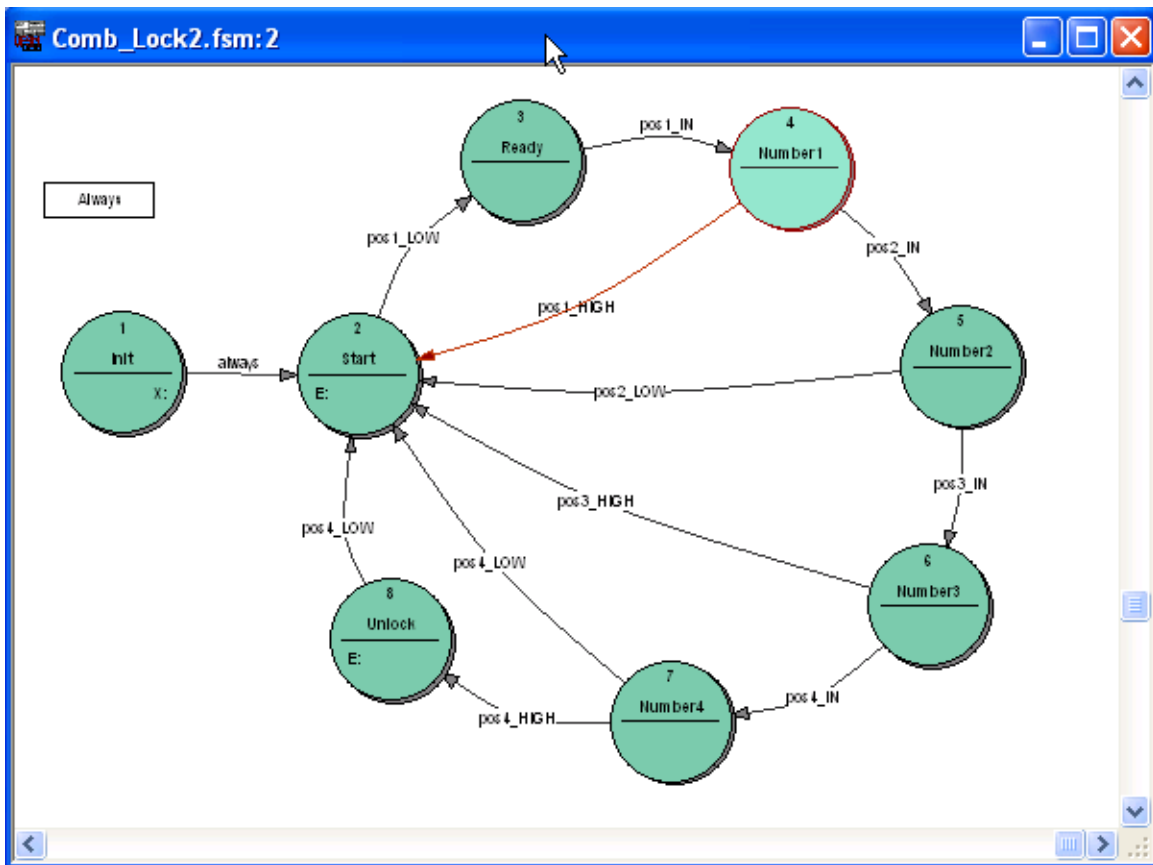 Comb_Lock2.fsm:2
3
Ready
pos1_IN
4
Number1
Always
pos1_LOW
pos2_IN
pos1_HIGH
1
Init
X:
always
2
Start
E:
5
Number2
pos2_LOW
pos3_IN
pos3_HIGH
pos4_LOW
pos4_LOW
6
Number3
8
Unlock
E:
7
Number4
pos4_IN
pos4_HIGH